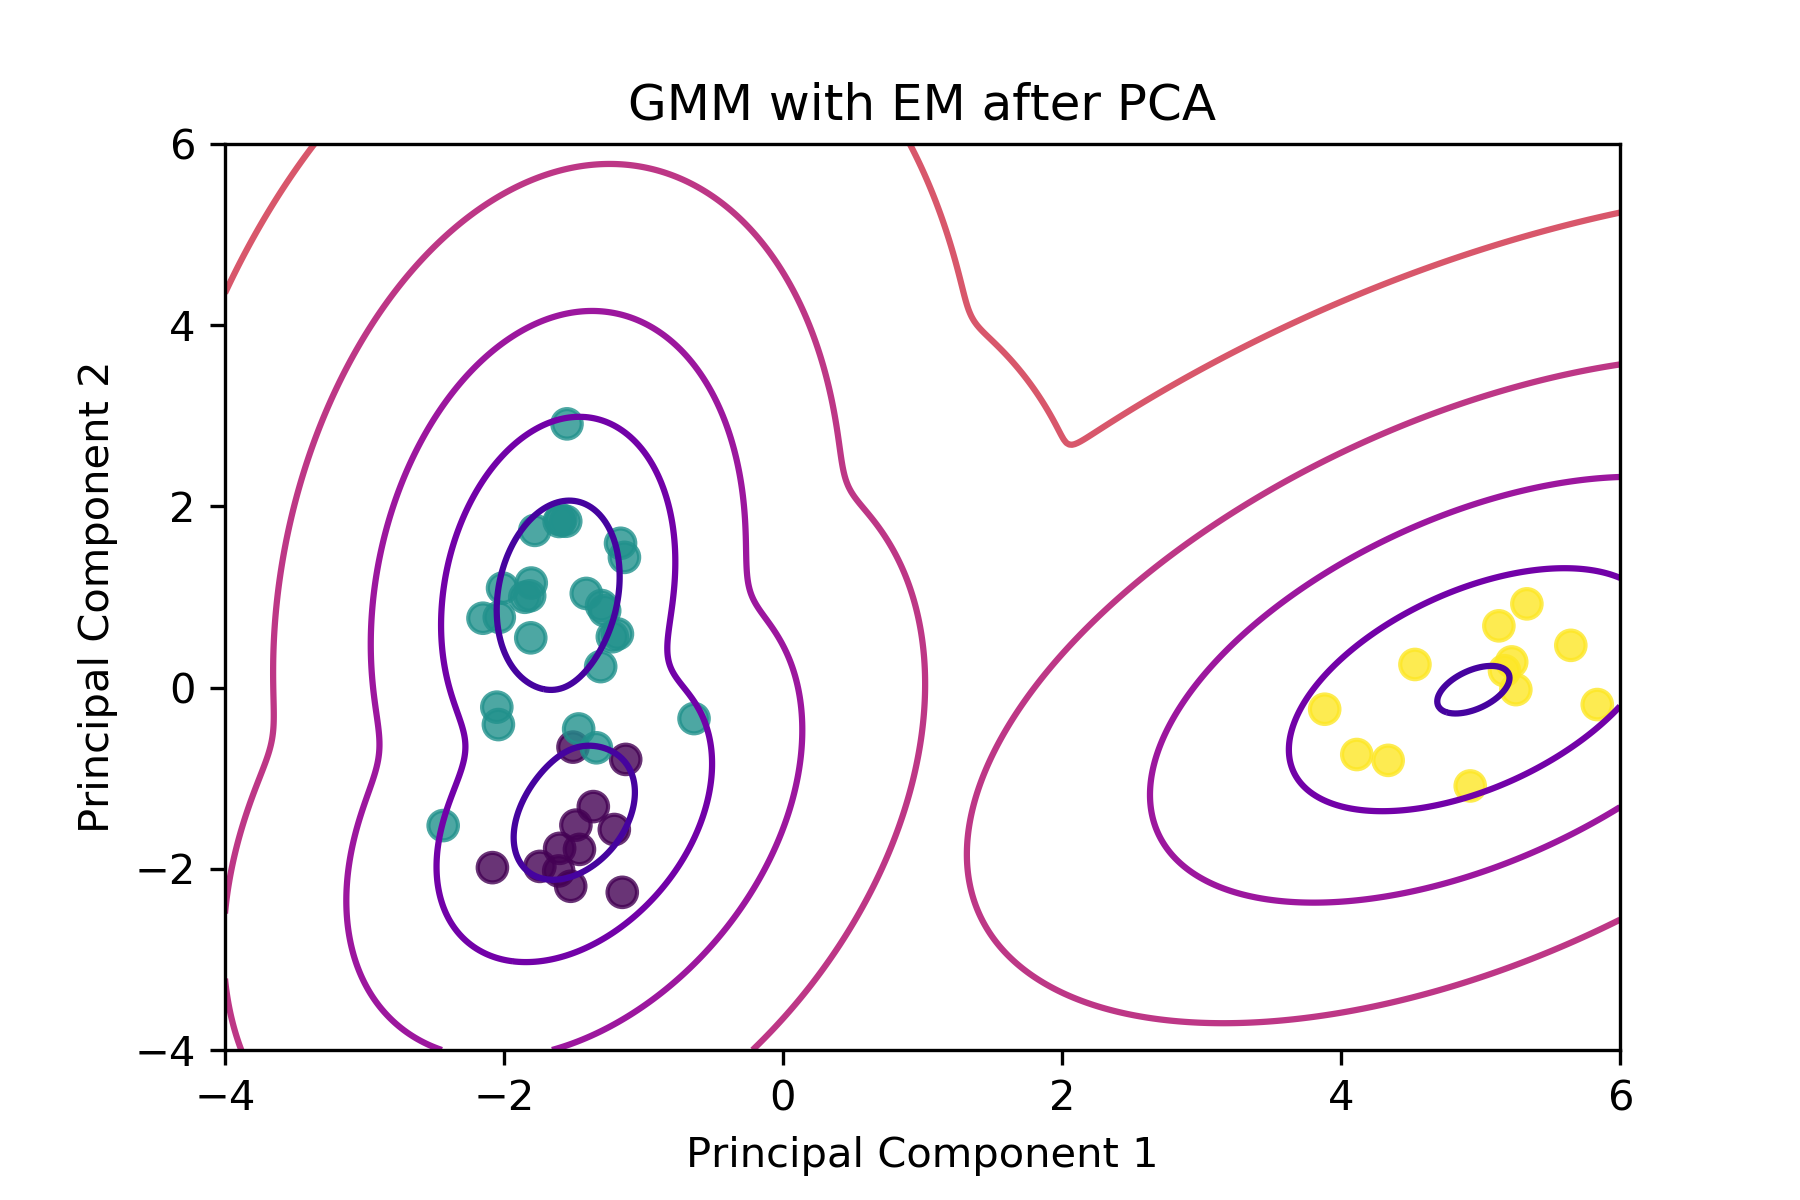 GMM with EM after PCA
6
4
2
0
−2
−4
Principal Component 2
−4 −2 0 2 4 6
Principal Component 1